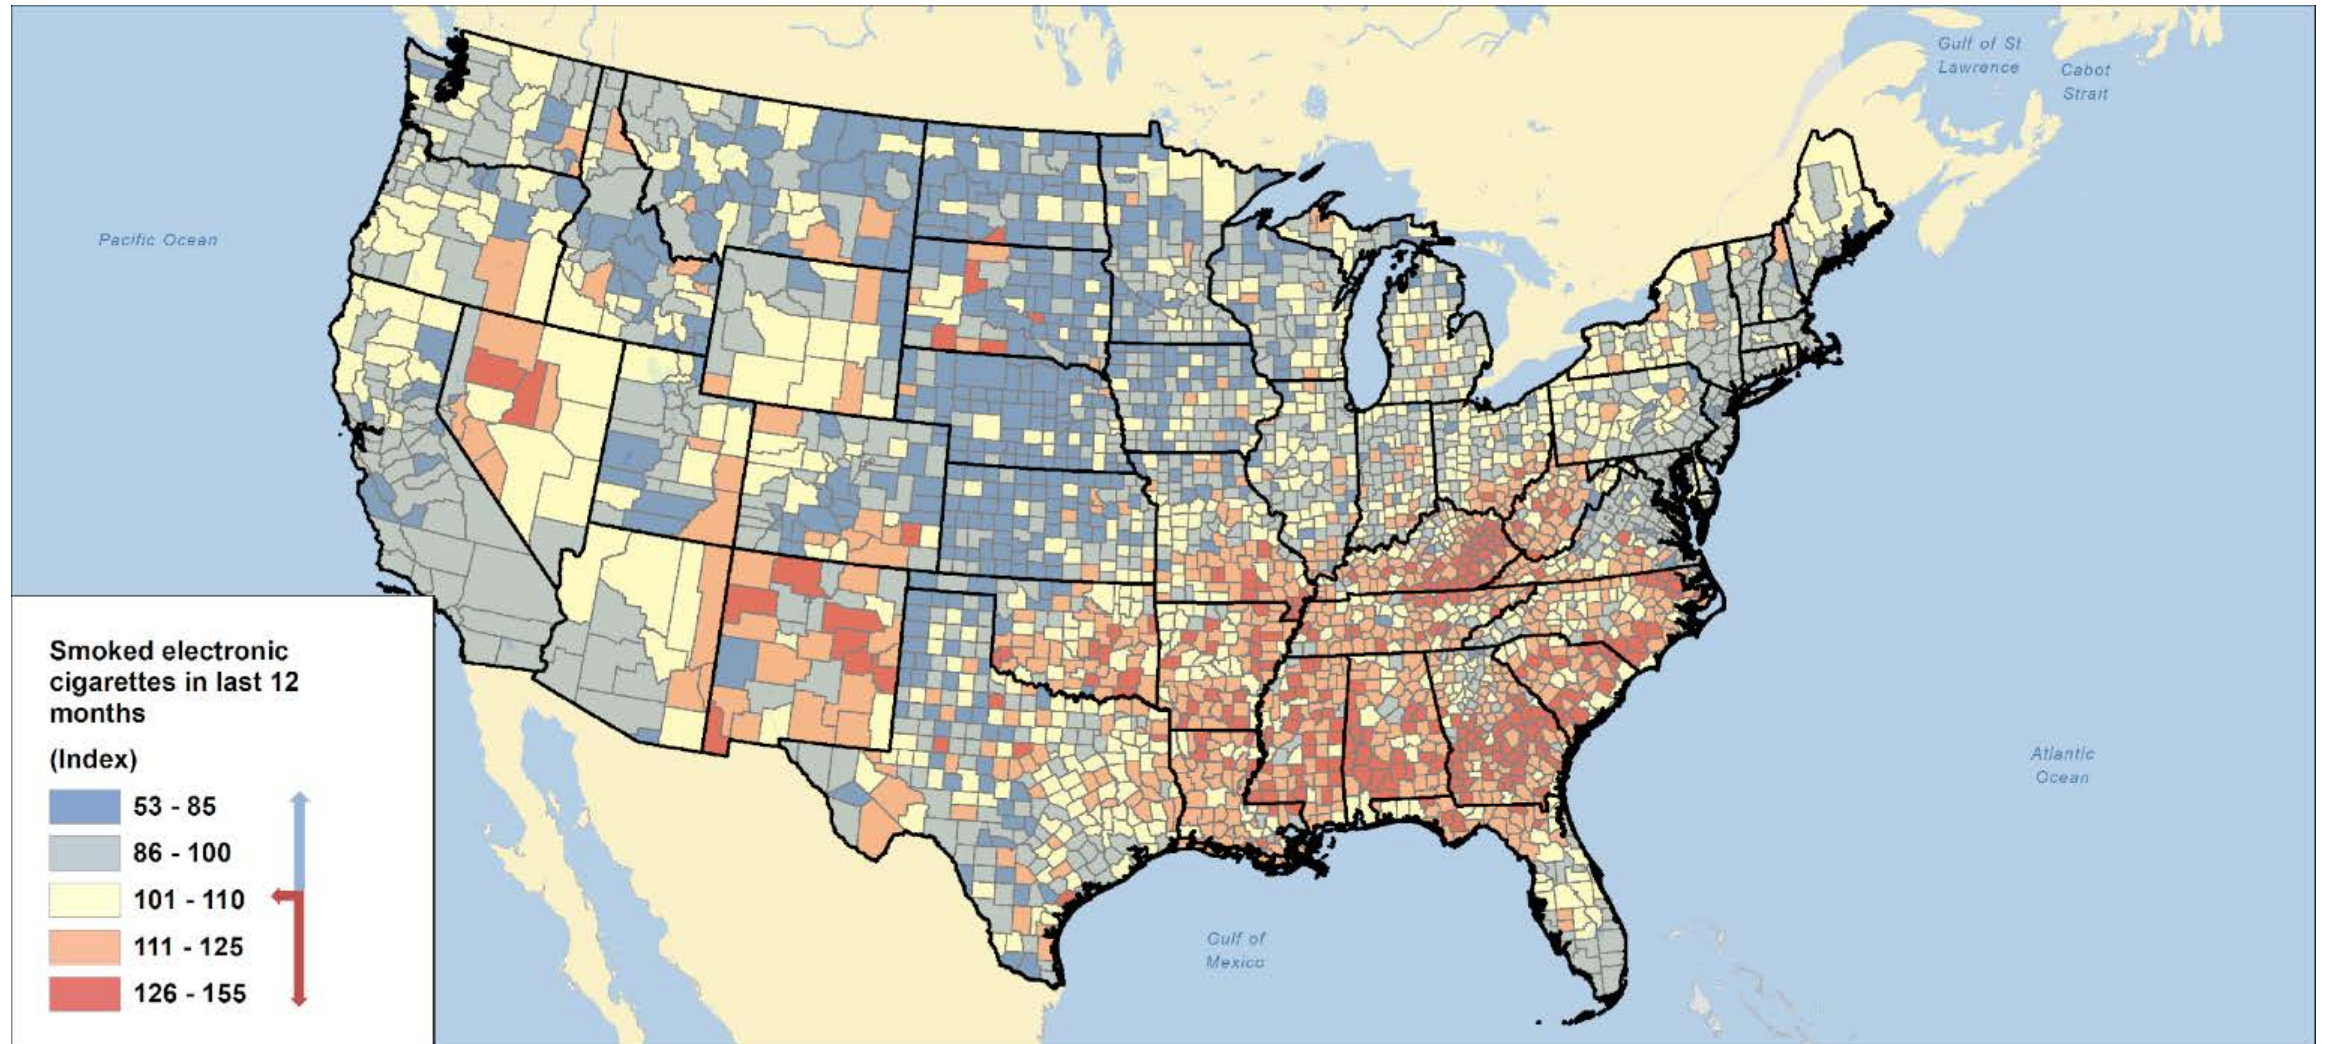 Gulf of St
Lawrence
Cabot
Strait
Pacific Ocean
Smoked electronic
cigarettes in last 12
months
(Index)
53 - 85
86 - 100
101 - 110
111 - 125
126 - 155
Atlantic
Ocean
Gulf of
Mexico